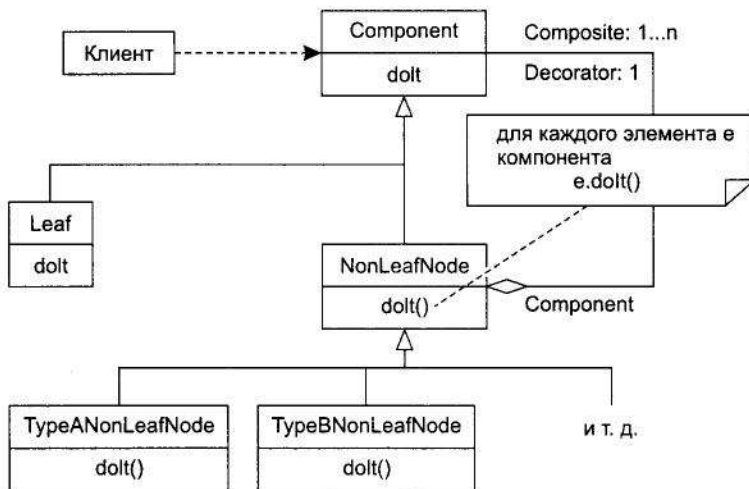 Клиент
Component
doIt
Composite: 1...n
Decorator: 1
для каждого элемента e
компонента
e.doIt()
Leaf
doIt
NonLeafNode
doIt()
Component
TypeANonLeafNode
doIt()
TypeBNonLeafNode
doIt()
и т. д.